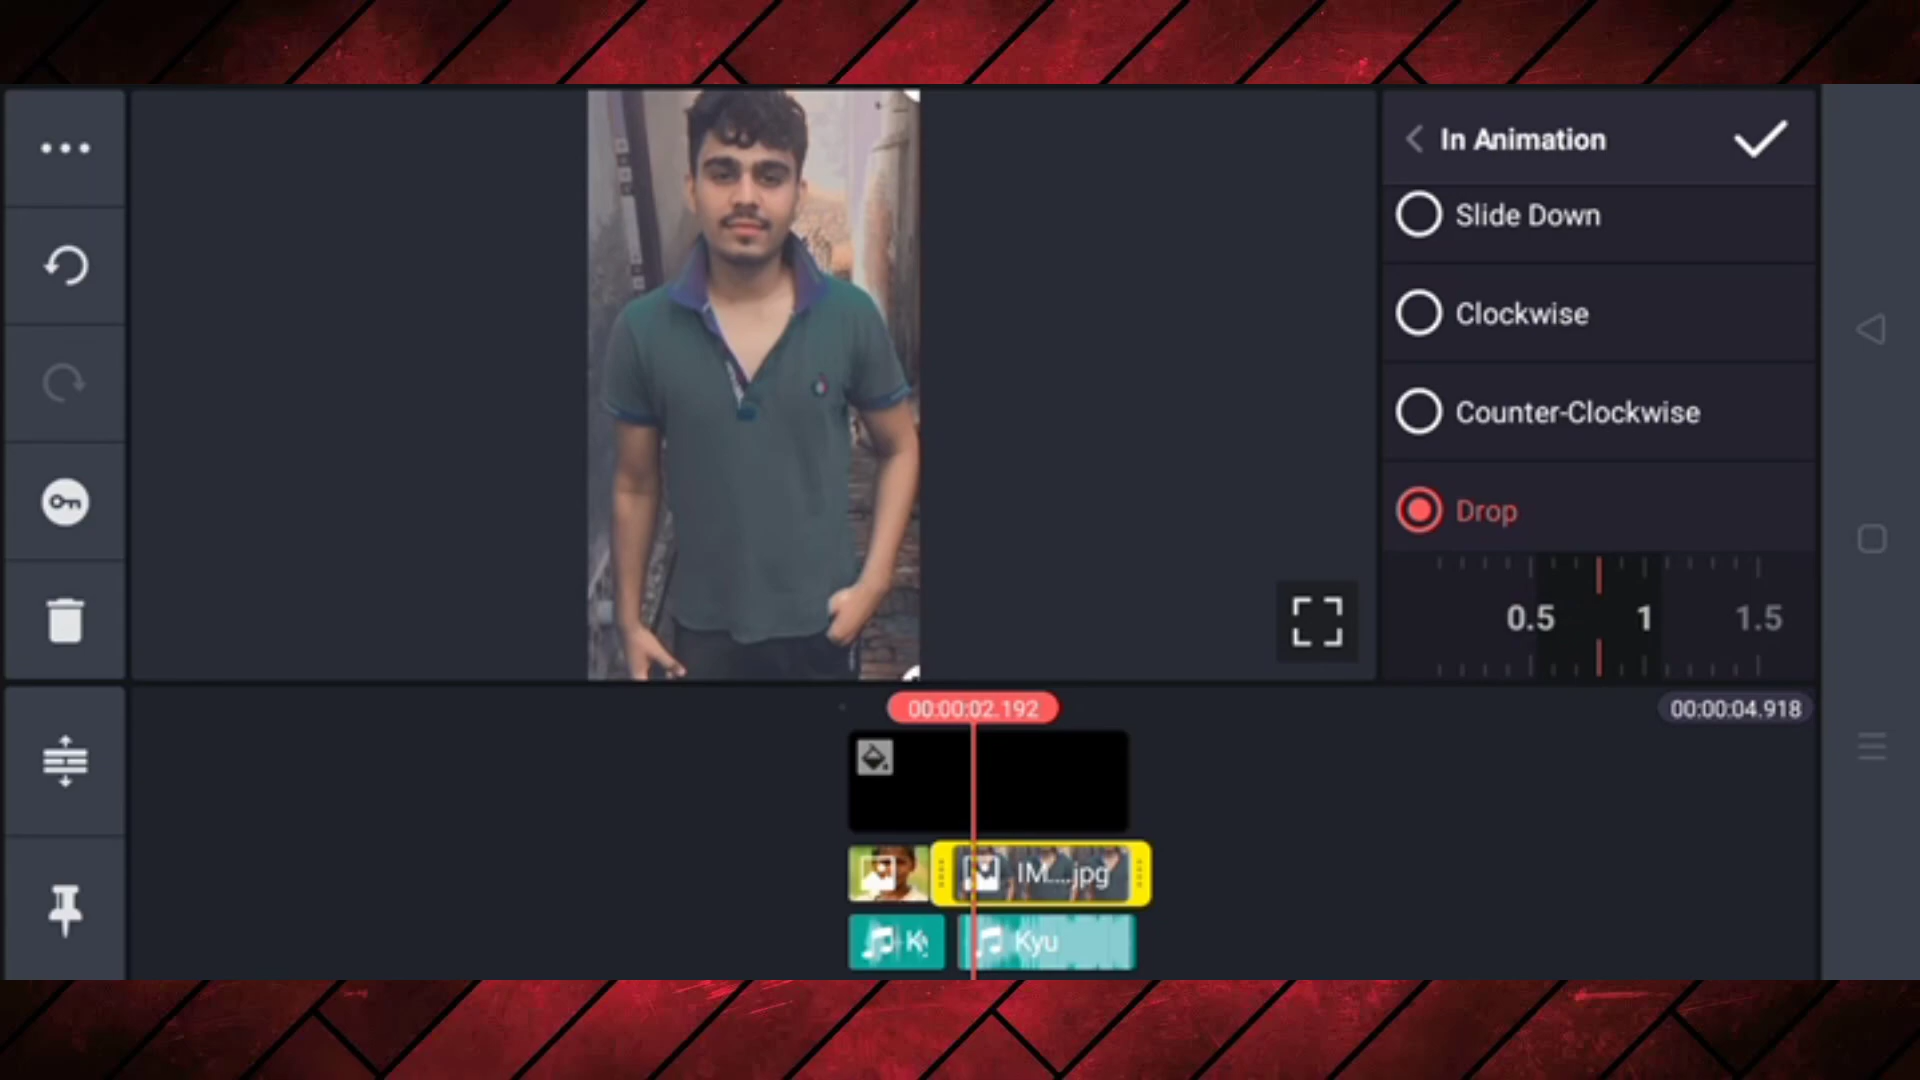 In Animation
Slide Down
Clockwise
Counter-Clockwise
Drop
0.5 1 1.5
00:00:02.192
00:00:04.918
IM....jpg
Ky
Kyu